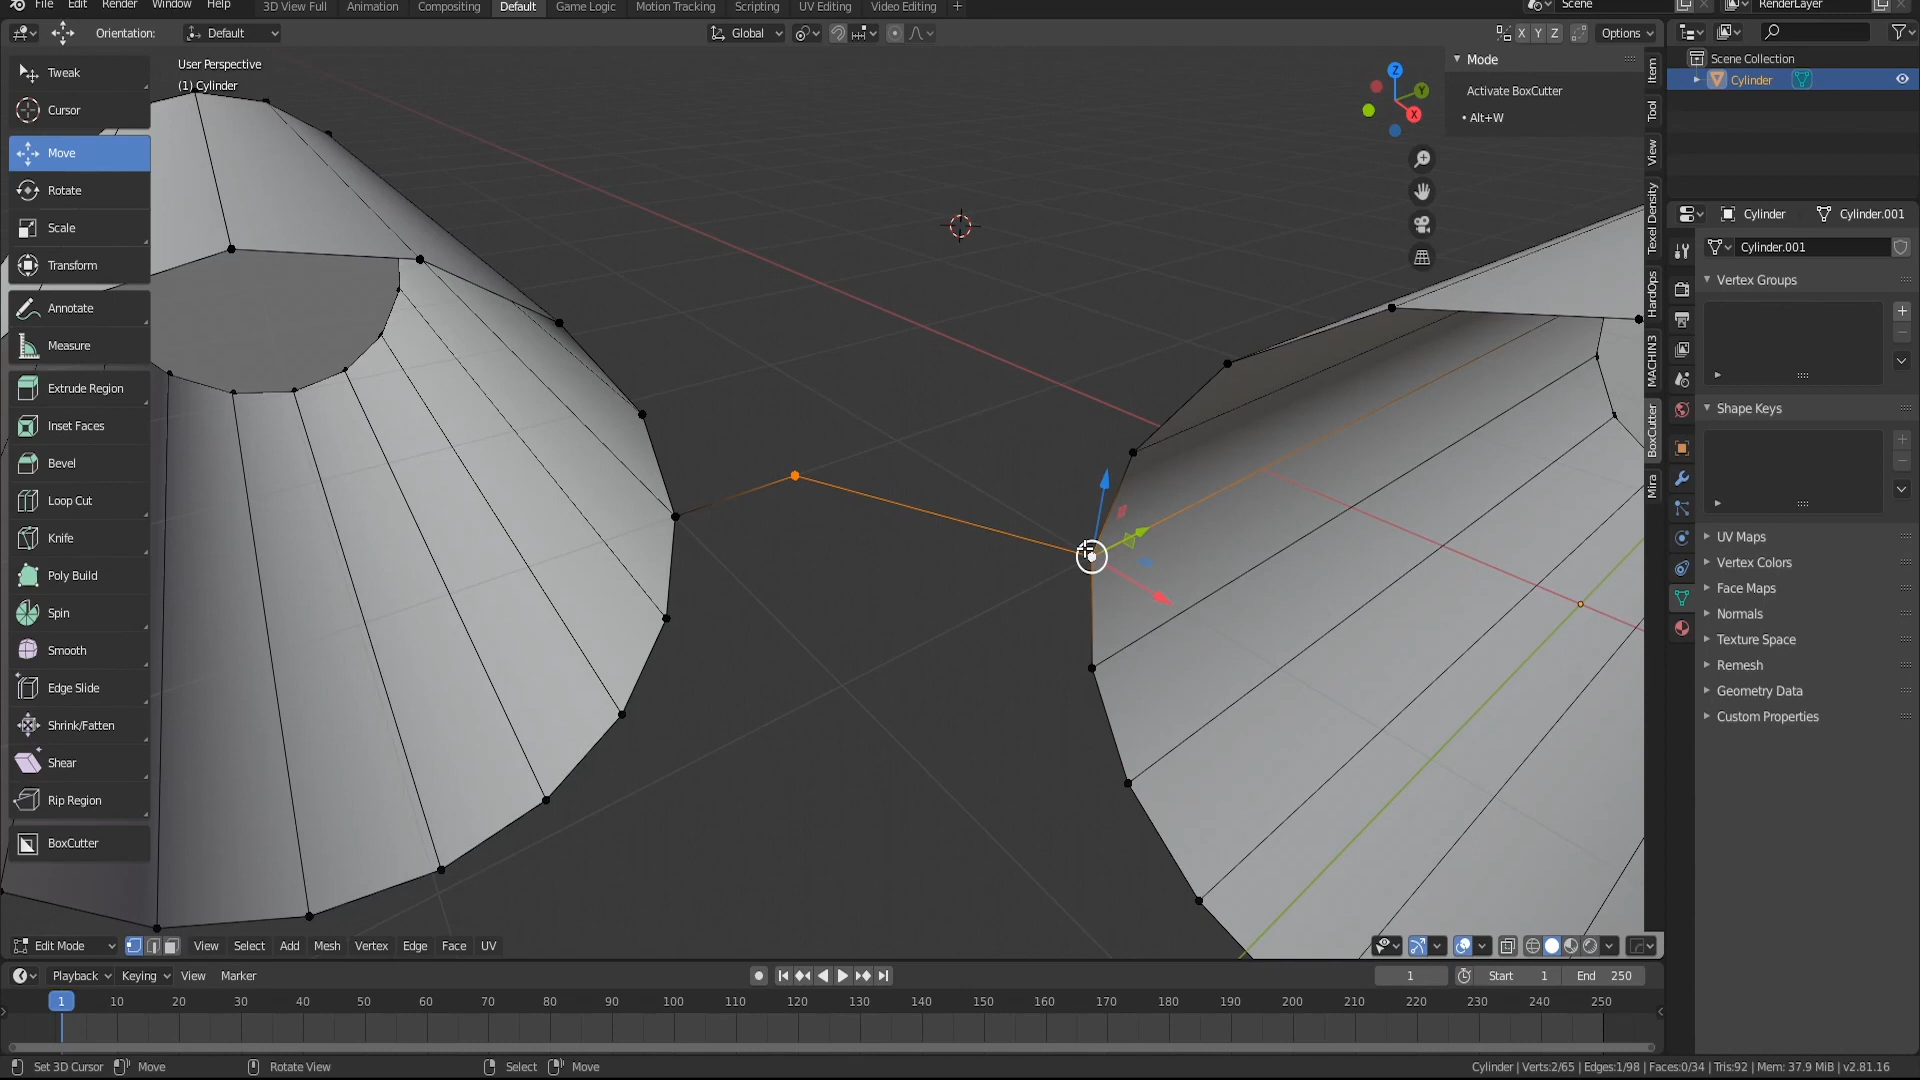 File Edit Render Window Help 3D View Full Animation Compositing Default Game Logic Motion Tracking Scripting UV Editing Video Editing + Scene RenderLayer
Orientation: Default Global X Y Z Options
User Perspective
(1) Cylinder
Tweak
Cursor
Move
Rotate
Scale
Transform
Annotate
Measure
Extrude Region
Inset Faces
Bevel
Loop Cut
Knife
Poly Build
Spin
Smooth
Edge Slide
Shrink/Fatten
Shear
Rip Region
BoxCutter
Z
Y
X
Mode
Activate BoxCutter
• Alt+W
Item
Tool
View
Texel Density
HardOps
MACHIN3
BoxCutter
Mira
Scene Collection
Cylinder
Cylinder Cylinder.001
Cylinder.001
Vertex Groups
Shape Keys
UV Maps
Vertex Colors
Face Maps
Normals
Texture Space
Remesh
Geometry Data
Custom Properties
Edit Mode View Select Add Mesh Vertex Edge Face UV
Playback Keying View Marker 1 Start 1 End 250
1 10 20 30 40 50 60 70 80 90 100 110 120 130 140 150 160 170 180 190 200 210 220 230 240 250
Set 3D Cursor Move Rotate View Select Move Cylinder | Verts:2/65 | Edges:1/98 | Faces:0/34 | Tris:92 | Mem: 37.9 MiB | v2.81.16